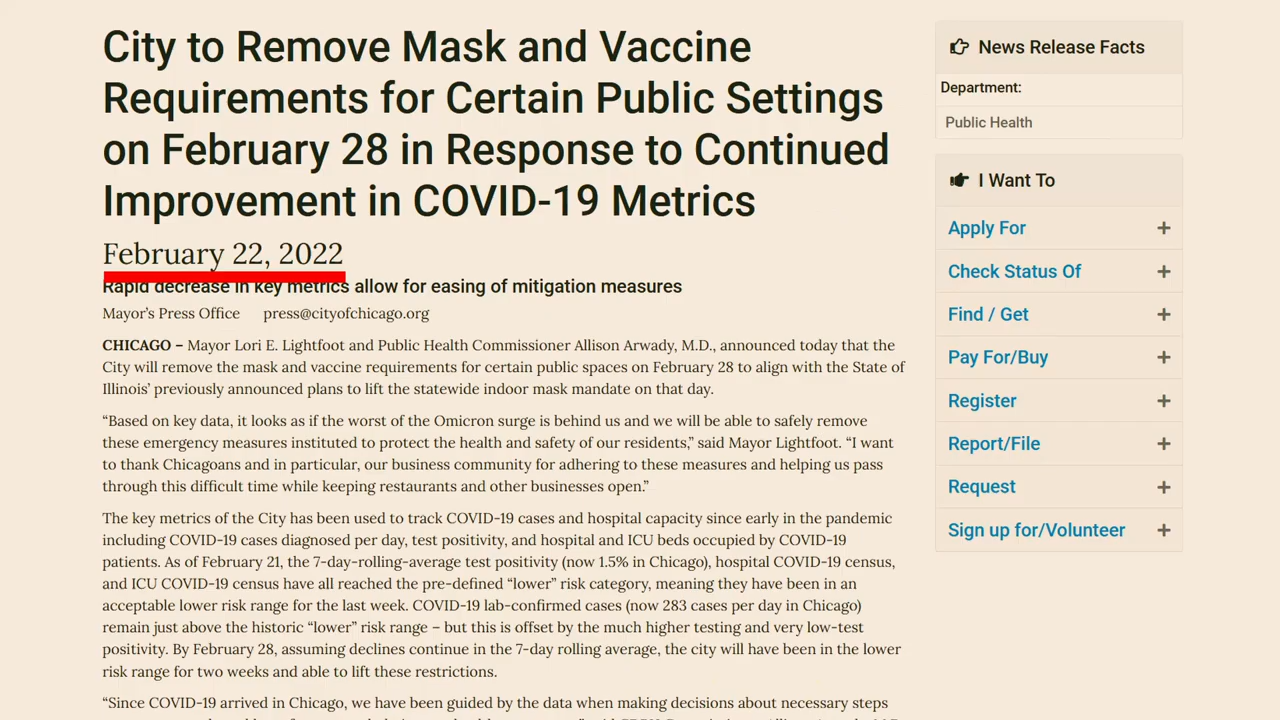 City to Remove Mask and Vaccine
Requirements for Certain Public Settings
on February 28 in Response to Continued
Improvement in COVID-19 Metrics
February 22, 2022
Rapid decrease in key metrics allow for easing of mitigation measures
Mayor’s Press Office press@cityofchicago.org
CHICAGO – Mayor Lori E. Lightfoot and Public Health Commissioner Allison Arwady, M.D., announced today that the
City will remove the mask and vaccine requirements for certain public spaces on February 28 to align with the State of
Illinois’ previously announced plans to lift the statewide indoor mask mandate on that day.
“Based on key data, it looks as if the worst of the Omicron surge is behind us and we will be able to safely remove
these emergency measures instituted to protect the health and safety of our residents,” said Mayor Lightfoot. “I want
to thank Chicagoans and in particular, our business community for adhering to these measures and helping us pass
through this difficult time while keeping restaurants and other businesses open.”
The key metrics of the City has been used to track COVID-19 cases and hospital capacity since early in the pandemic
including COVID-19 cases diagnosed per day, test positivity, and hospital and ICU beds occupied by COVID-19
patients. As of February 21, the 7-day-rolling-average test positivity (now 1.5% in Chicago), hospital COVID-19 census,
and ICU COVID-19 census have all reached the pre-defined “lower” risk category, meaning they have been in an
acceptable lower risk range for the last week. COVID-19 lab-confirmed cases (now 283 cases per day in Chicago)
remain just above the historic “lower” risk range – but this is offset by the much higher testing and very low-test
positivity. By February 28, assuming declines continue in the 7-day rolling average, the city will have been in the lower
risk range for two weeks and able to lift these restrictions.
“Since COVID-19 arrived in Chicago, we have been guided by the data when making decisions about necessary steps
News Release Facts
Department:
Public Health
I Want To
Apply For
Check Status Of
Find / Get
Pay For/Buy
Register
Report/File
Request
Sign up for/Volunteer